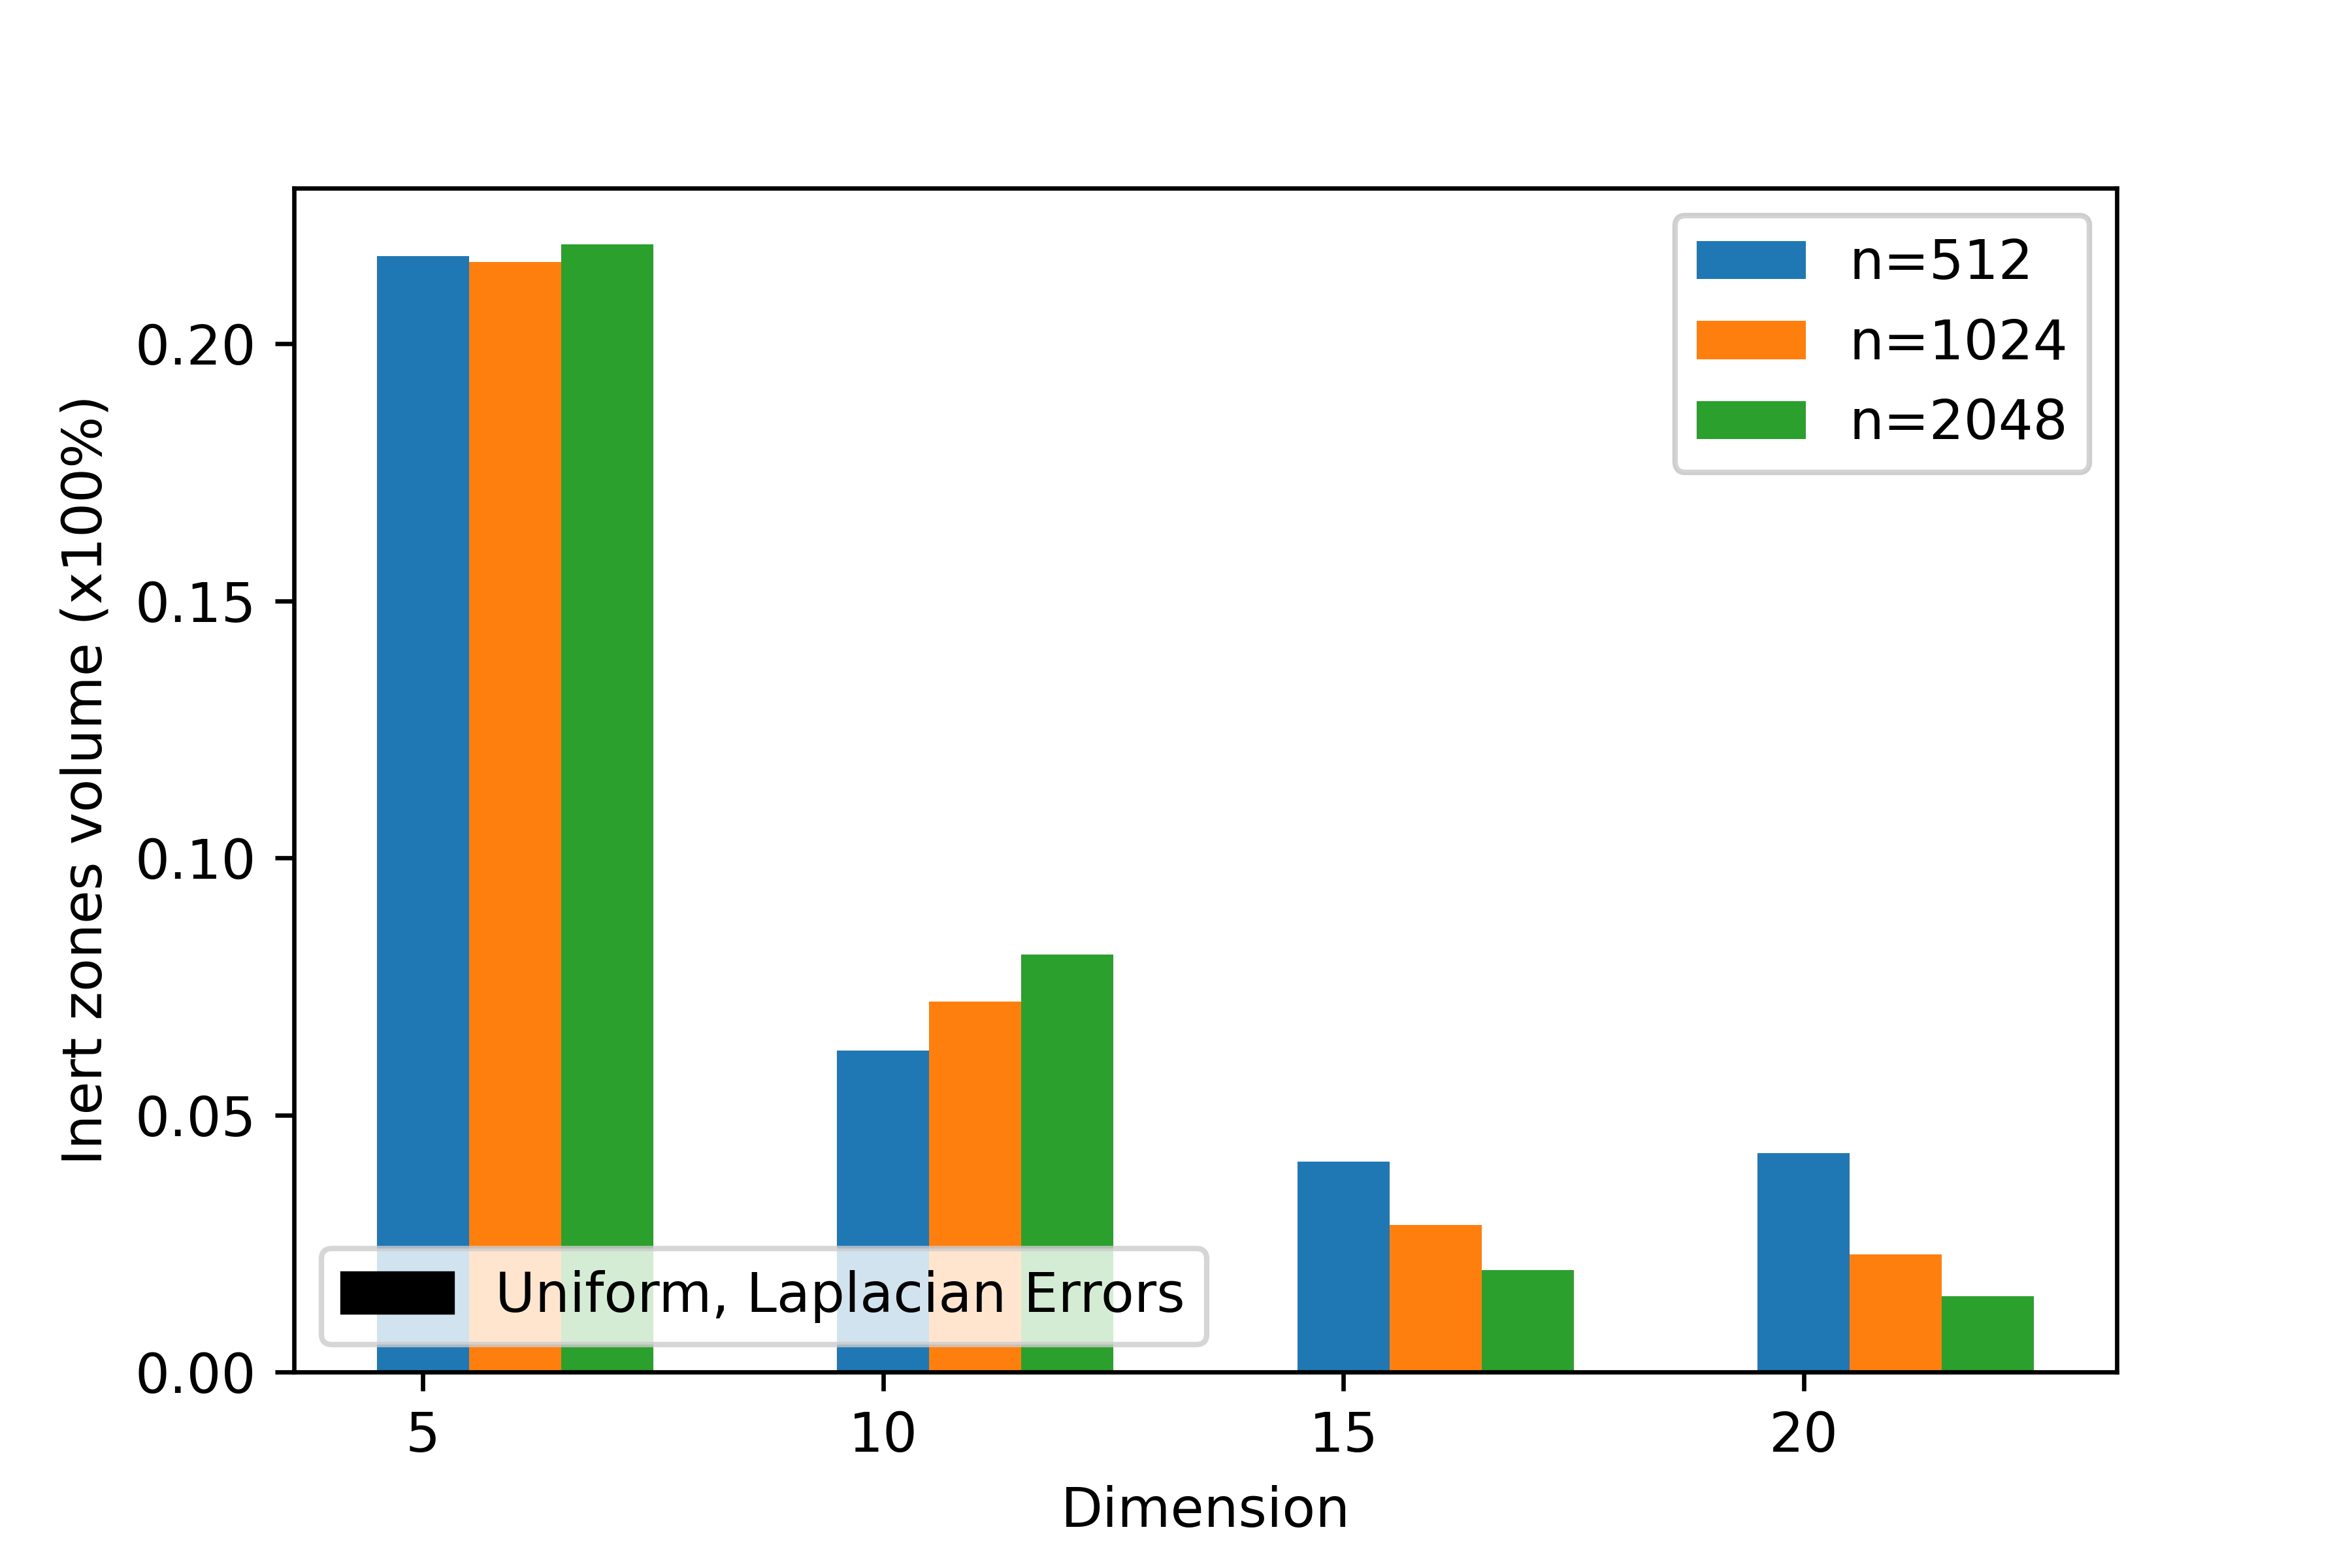 n=512
n=1024
n=2048
Inert zones volume (x100%)
0.20
0.15
0.10
0.05
0.00
Uniform, Laplacian Errors
5 10 15 20
Dimension